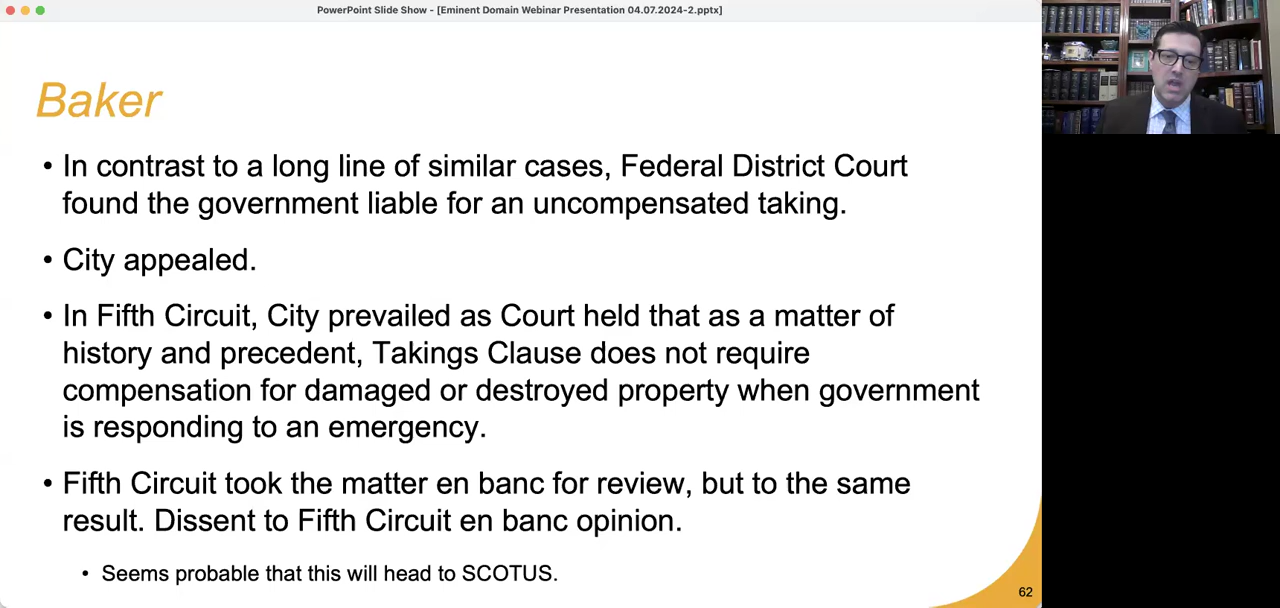 PowerPoint Slide Show - [Eminent Domain Webinar Presentation 04.07.2024-2.pptx]
Baker
• In contrast to a long line of similar cases, Federal District Court
found the government liable for an uncompensated taking.
• City appealed.
• In Fifth Circuit, City prevailed as Court held that as a matter of
history and precedent, Takings Clause does not require
compensation for damaged or destroyed property when government
is responding to an emergency.
• Fifth Circuit took the matter en banc for review, but to the same
result. Dissent to Fifth Circuit en banc opinion.
• Seems probable that this will head to SCOTUS.
62